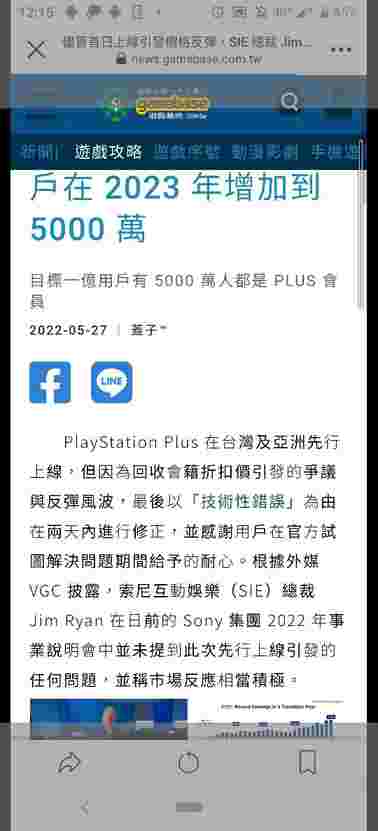 12:15
儘管首日上線引發價格反彈，SIE 總裁 Jim...
news.gamebase.com.tw
gamebase
新聞| 遊戲攻略 遊戲序號 動漫影劇 手機遊
戶在 2023 年增加到
5000 萬
目標一億用戶有 5000 萬人都是 PLUS 會
員
2022-05-27 | 蓋子™
LINE
PlayStation Plus 在台灣及亞洲先行
上線，但因為回收會籍折扣價引發的爭議
與反彈風波，最後以「技術性錯誤」為由
在兩天內進行修正，並感謝用戶在官方試
圖解決問題期間給予的耐心。根據外媒
VGC 披露，索尼互動娛樂（SIE）總裁
Jim Ryan 在日前的 Sony 集團 2022 年事
業說明會中並未提到此次先行上線引發的
任何問題，並稱市場反應相當積極。